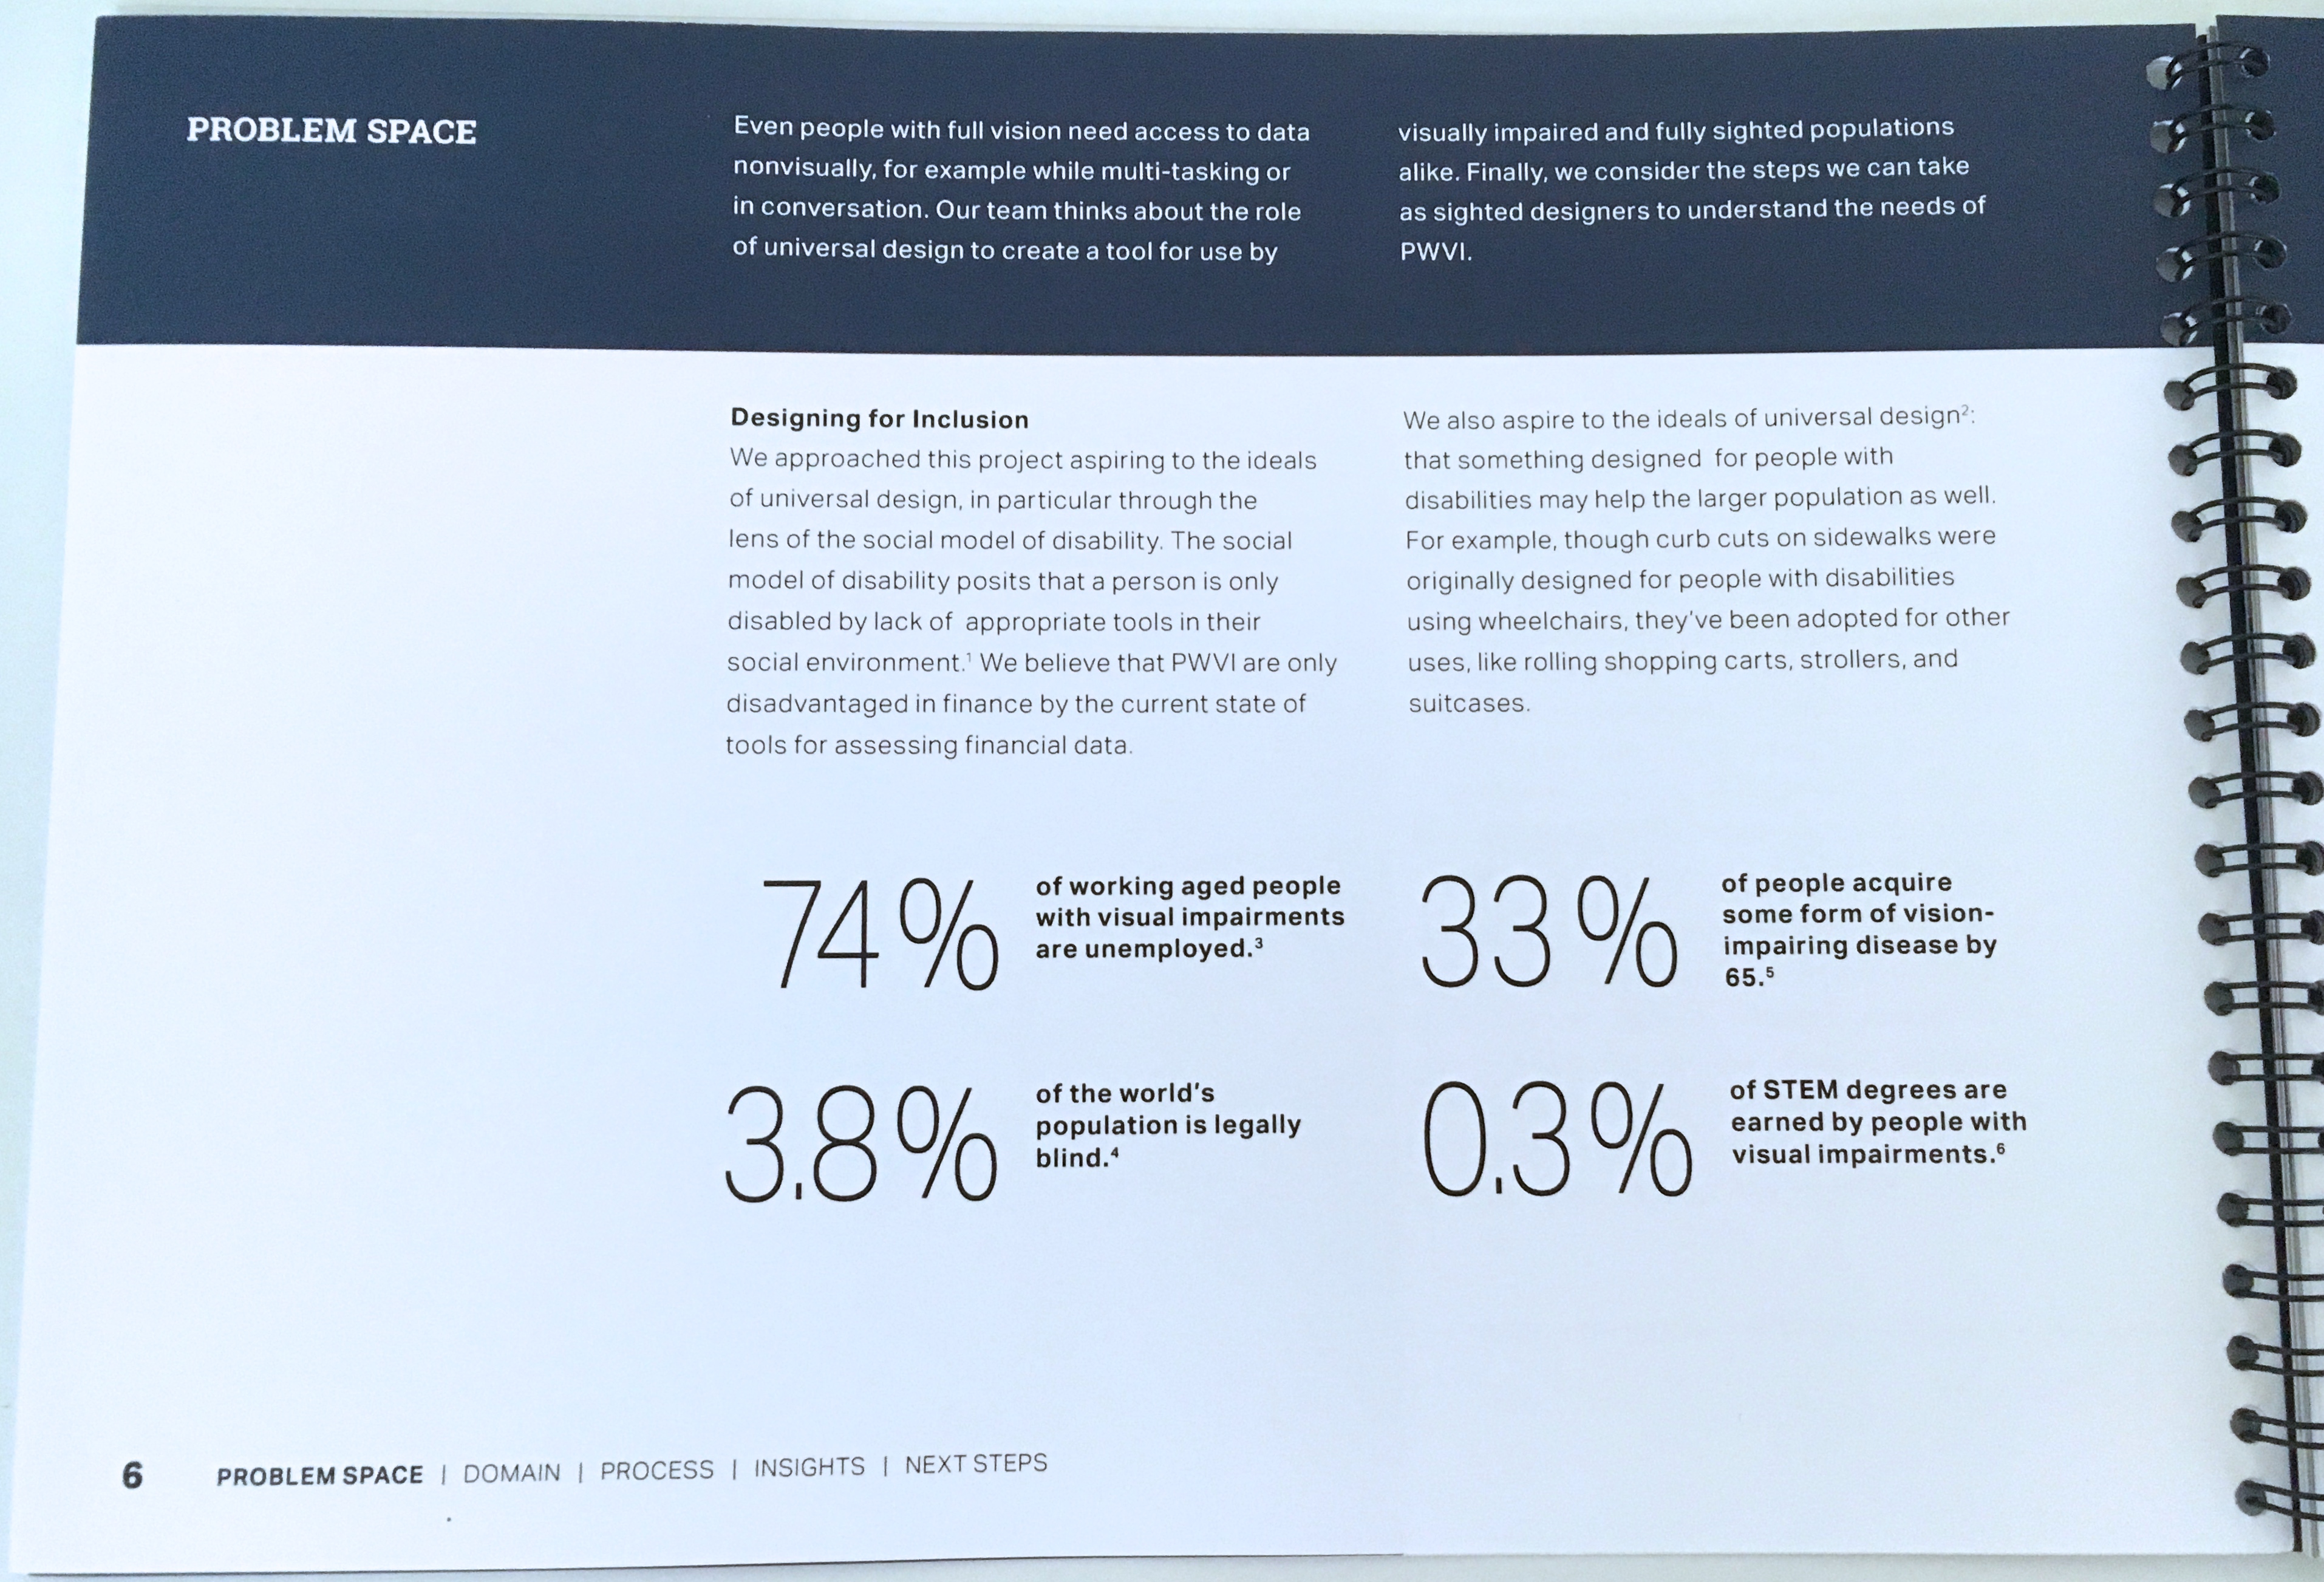 PROBLEM SPACE
Even people with full vision need access to data
nonvisually, for example while multi-tasking or
in conversation. Our team thinks about the role
of universal design to create a tool for use by
visually impaired and fully sighted populations
alike. Finally, we consider the steps we can take
as sighted designers to understand the needs of
PWVI.
Designing for Inclusion
We approached this project aspiring to the ideals
of universal design, in particular through the
lens of the social model of disability. The social
model of disability posits that a person is only
disabled by lack of appropriate tools in their
social environment.¹ We believe that PWVI are only
disadvantaged in finance by the current state of
tools for assessing financial data.
We also aspire to the ideals of universal design²:
that something designed for people with
disabilities may help the larger population as well.
For example, though curb cuts on sidewalks were
originally designed for people with disabilities
using wheelchairs, they've been adopted for other
uses, like rolling shopping carts, strollers, and
suitcases.
74%
of working aged people
with visual impairments
are unemployed.³
33%
of people acquire
some form of vision-
impairing disease by
65.⁵
3.8%
of the world's
population is legally
blind.⁴
0.3%
of STEM degrees are
earned by people with
visual impairments.⁶
6 PROBLEM SPACE | DOMAIN | PROCESS | INSIGHTS | NEXT STEPS